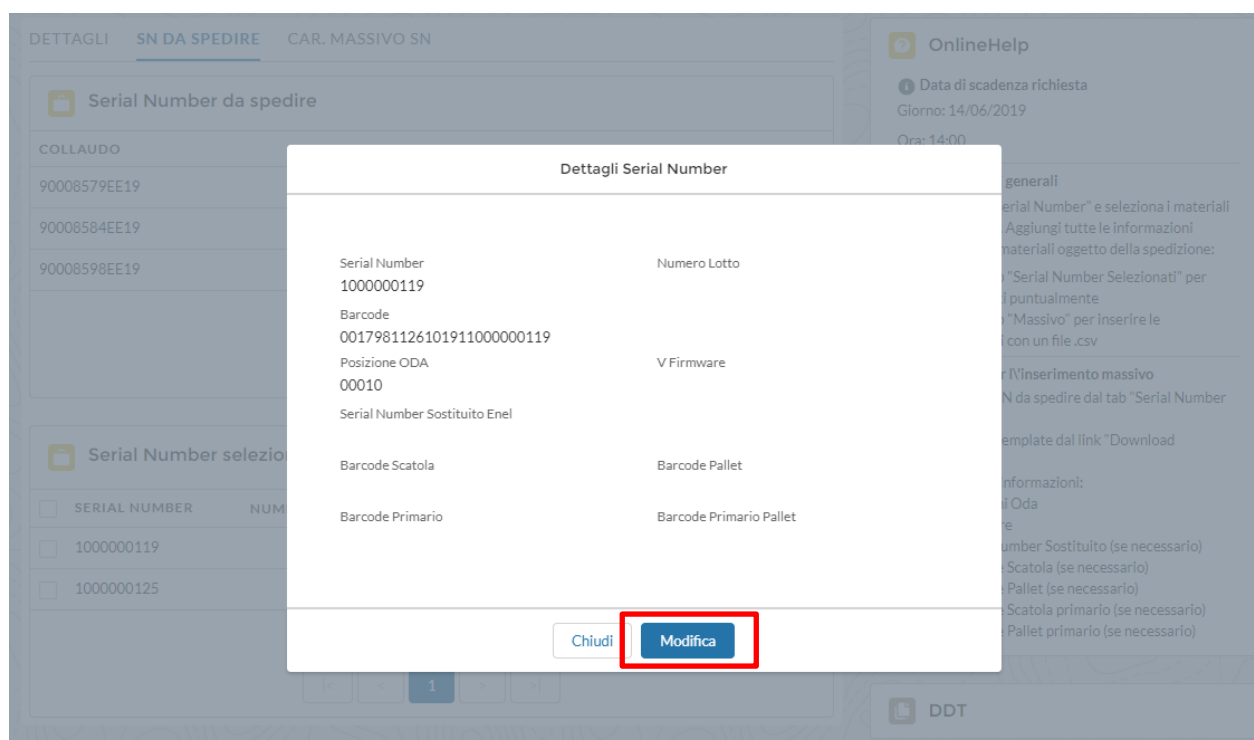 DETTAGLI SN DA SPEDIRE CAR. MASSIVO SN
Serial Number da spedire
COLLAUDO
90008579EE19
90008584EE19
90008598EE19
Serial Number selezio
SERIAL NUMBER NUM
1000000119
1000000125
|< < 1 > >|
Dettagli Serial Number
Serial Number Numero Lotto
1000000119
Barcode
0017981126101911000000119
Posizione ODA V Firmware
00010
Serial Number Sostituito Enel
Barcode Scatola Barcode Pallet
Barcode Primario Barcode Primario Pallet
Chiudi Modifica
OnlineHelp
Data di scadenza richiesta
Giorno: 14/06/2019
Ora: 14:00
generali
erial Number" e seleziona i materiali
. Aggiungi tutte le informazioni
materiali oggetto della spedizione:
"Serial Number Selezionati" per
i puntualmente
"Massivo" per inserire le
i con un file .csv
r l\'inserimento massivo
N da spedire dal tab "Serial Number
emplate dal link "Download
nformazioni:
i Oda
re
umber Sostituito (se necessario)
Scatola (se necessario)
Pallet (se necessario)
Scatola primario (se necessario)
Pallet primario (se necessario)
DDT